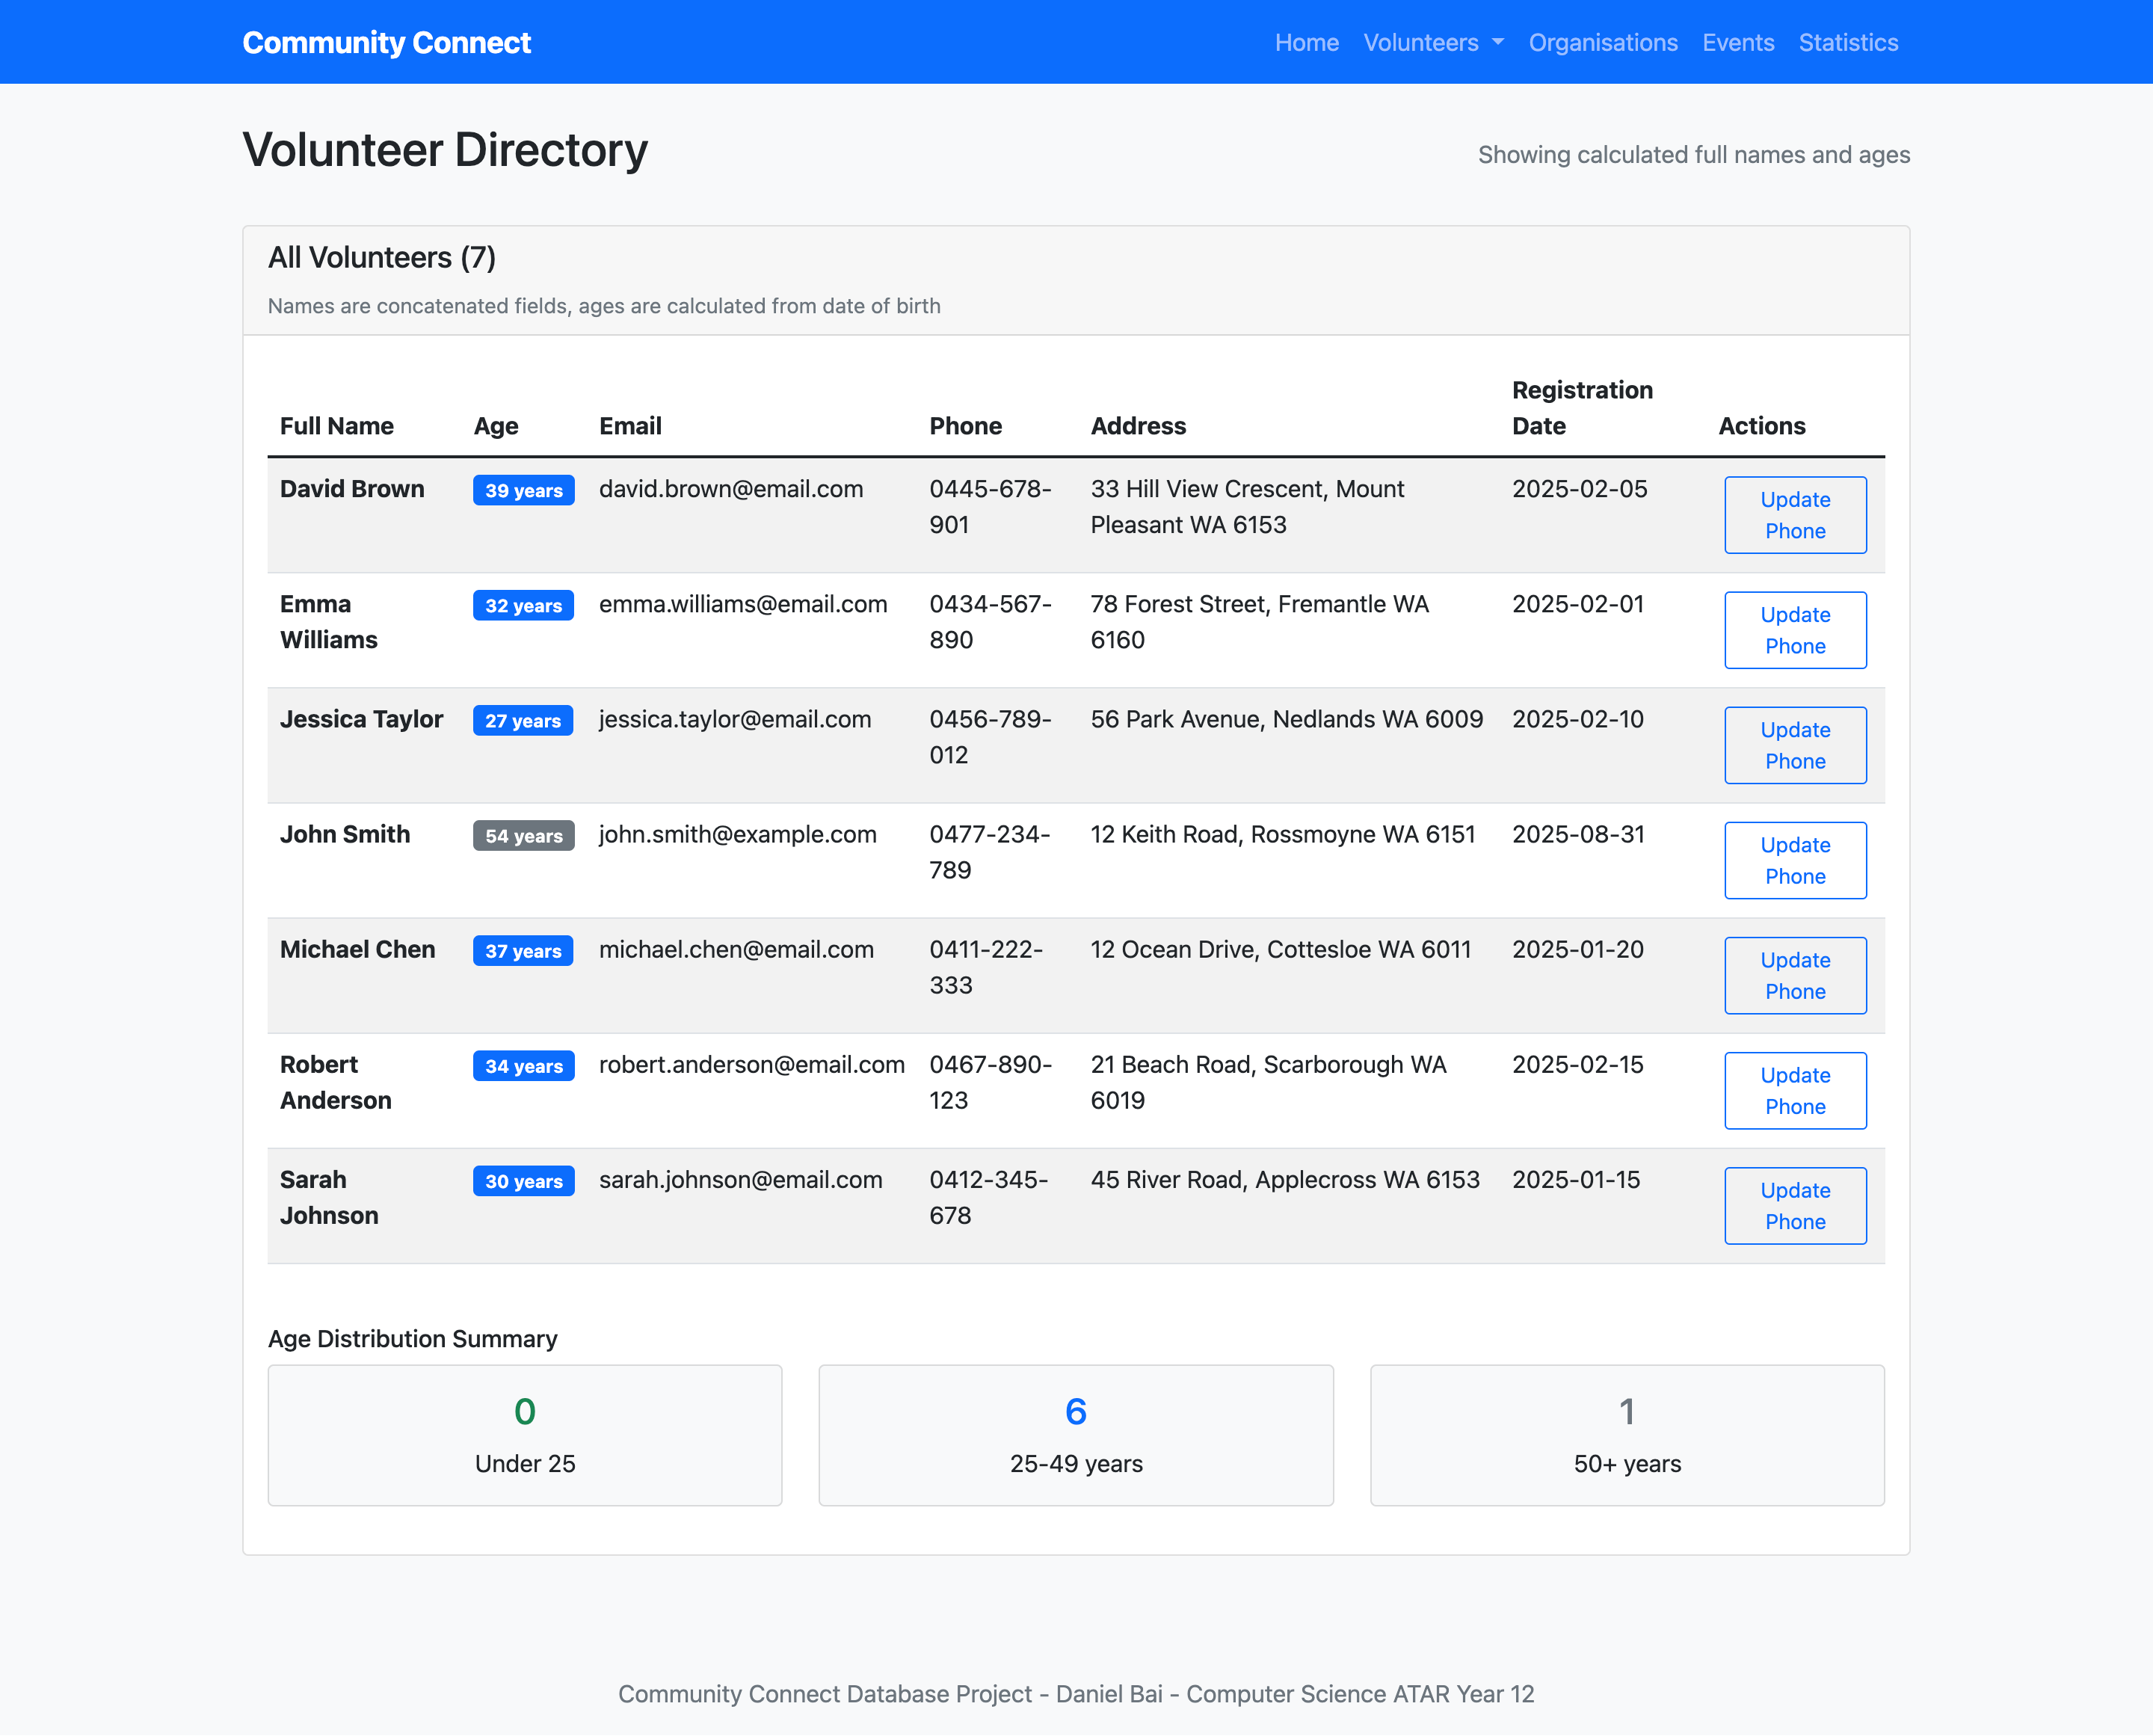 Community Connect
Home Volunteers Organisations Events Statistics
Volunteer Directory
Showing calculated full names and ages
All Volunteers (7)
Names are concatenated fields, ages are calculated from date of birth
Full Name Age Email Phone Address Registration Date Actions
David Brown 39 years david.brown@email.com 0445-678-901 33 Hill View Crescent, Mount Pleasant WA 6153 2025-02-05 Update Phone
Emma Williams 32 years emma.williams@email.com 0434-567-890 78 Forest Street, Fremantle WA 6160 2025-02-01 Update Phone
Jessica Taylor 27 years jessica.taylor@email.com 0456-789-012 56 Park Avenue, Nedlands WA 6009 2025-02-10 Update Phone
John Smith 54 years john.smith@example.com 0477-234-789 12 Keith Road, Rossmoyne WA 6151 2025-08-31 Update Phone
Michael Chen 37 years michael.chen@email.com 0411-222-333 12 Ocean Drive, Cottesloe WA 6011 2025-01-20 Update Phone
Robert Anderson 34 years robert.anderson@email.com 0467-890-123 21 Beach Road, Scarborough WA 6019 2025-02-15 Update Phone
Sarah Johnson 30 years sarah.johnson@email.com 0412-345-678 45 River Road, Applecross WA 6153 2025-01-15 Update Phone
Age Distribution Summary
0 6 1
Under 25 25-49 years 50+ years
Community Connect Database Project - Daniel Bai - Computer Science ATAR Year 12